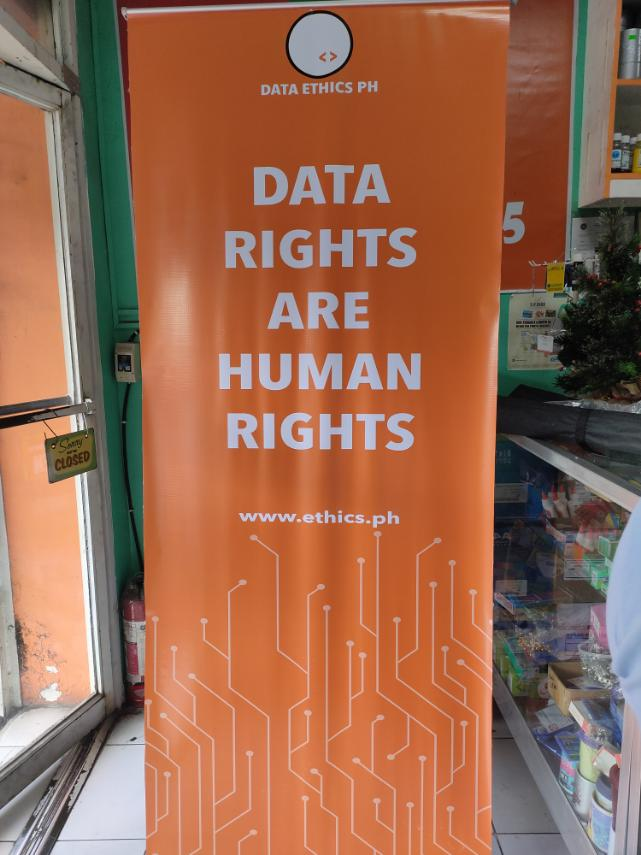 < >
DATA ETHICS PH
DATA
RIGHTS
ARE
HUMAN
RIGHTS
www.ethics.ph
5
Sorry
CLOSED